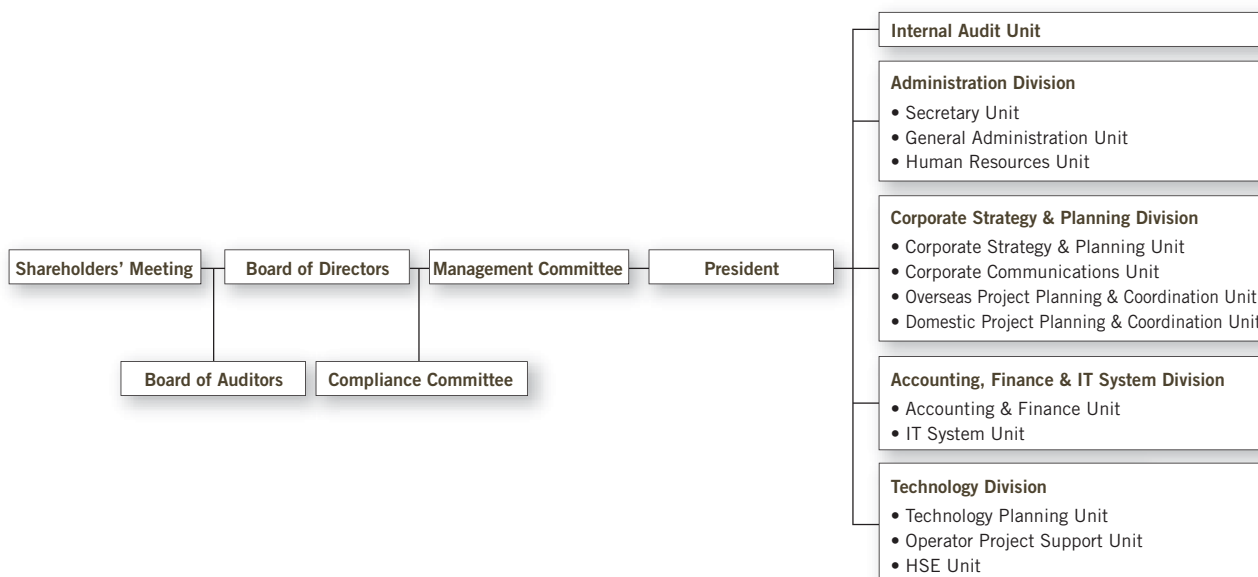 Shareholders’ Meeting
Board of Directors
Management Committee
President
Board of Auditors
Compliance Committee
Internal Audit Unit
Administration Division
• Secretary Unit
• General Administration Unit
• Human Resources Unit
Corporate Strategy & Planning Division
• Corporate Strategy & Planning Unit
• Corporate Communications Unit
• Overseas Project Planning & Coordination Unit
• Domestic Project Planning & Coordination Unit
Accounting, Finance & IT System Division
• Accounting & Finance Unit
• IT System Unit
Technology Division
• Technology Planning Unit
• Operator Project Support Unit
• HSE Unit